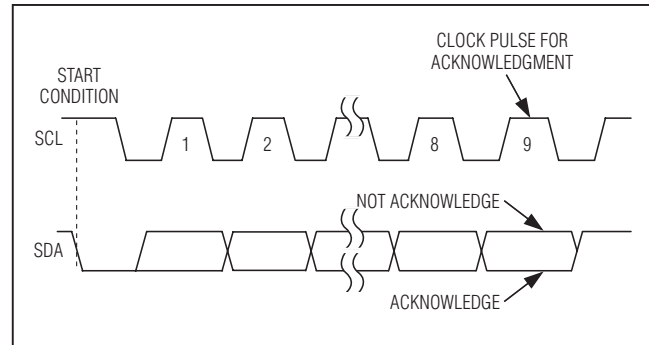 CLOCK PULSE FOR
ACKNOWLEDGMENT
START
CONDITION
SCL
1
2
8
9
NOT ACKNOWLEDGE
SDA
ACKNOWLEDGE